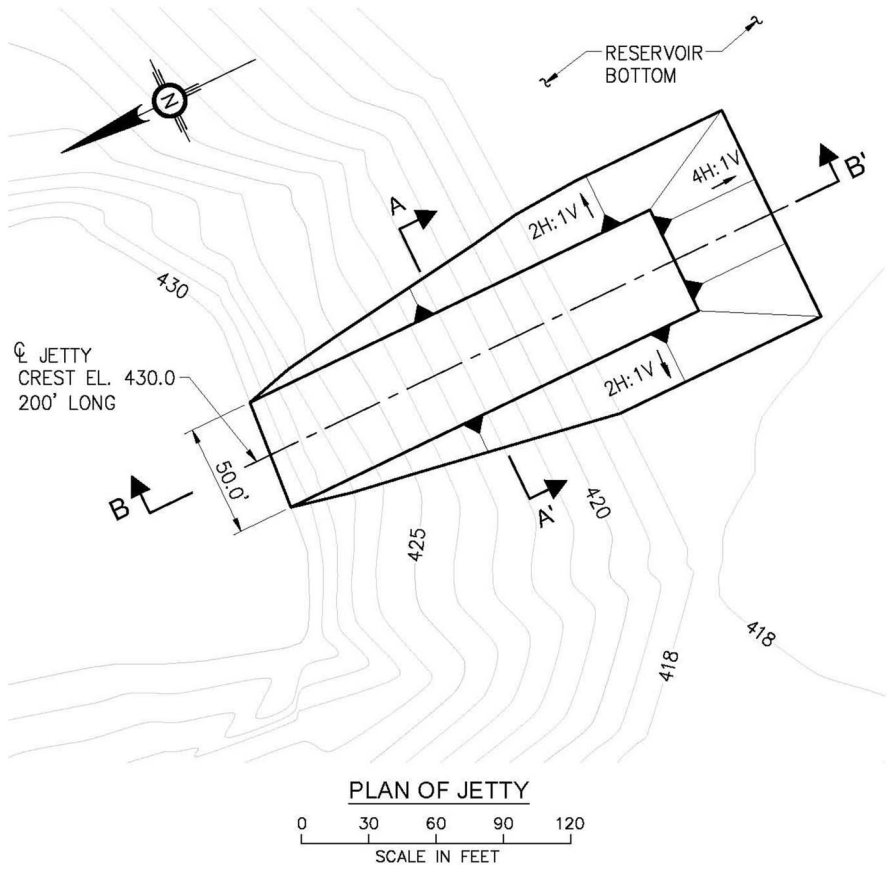 RESERVOIR
BOTTOM
N
B'
4H:1V
A
2H:1V
430
℄ JETTY
CREST EL. 430.0
200' LONG
2H:1V
50.0'
B
A'
420
425
418
418
PLAN OF JETTY
0 30 60 90 120
SCALE IN FEET